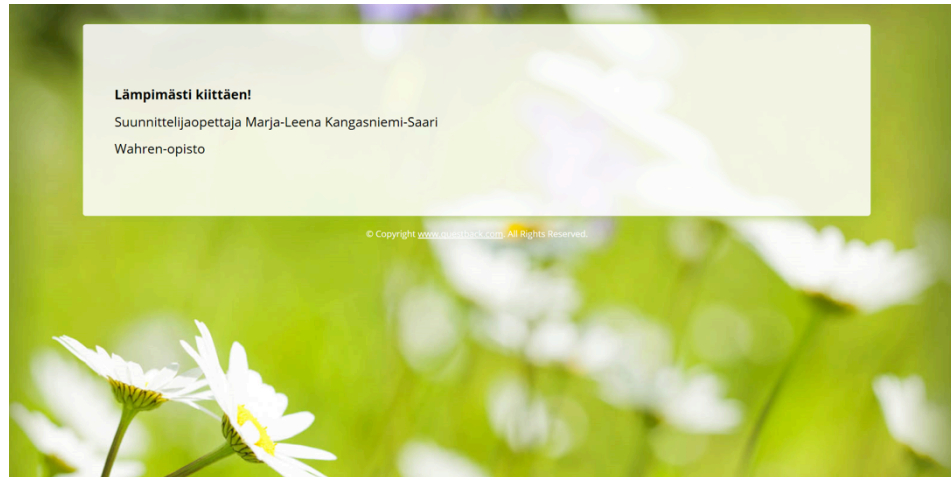 Lämpimästi kiittäen!
Suunnittelijaopettaja Marja-Leena Kangasniemi-Saari
Wahren-opisto
© Copyright www.questback.com. All Rights Reserved.